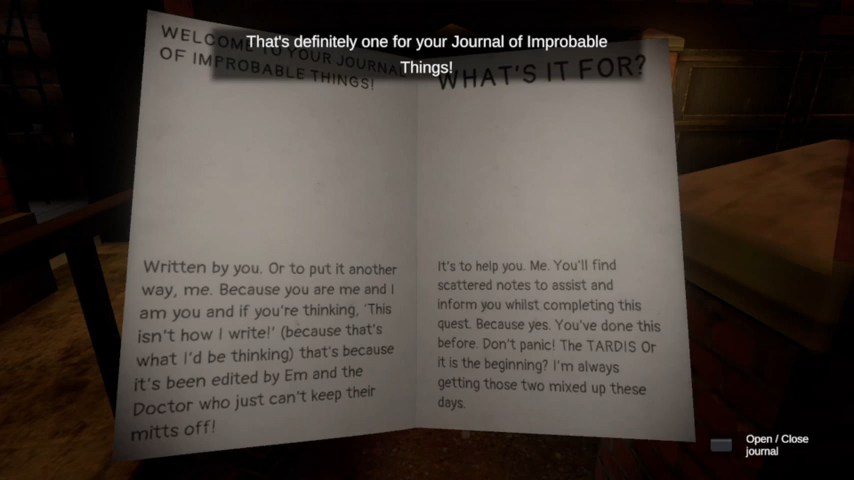 That's definitely one for your Journal of Improbable
Things!
WELCOME TO YOUR JOURNAL
OF IMPROBABLE THINGS!
Written by you. Or to put it another
way, me. Because you are me and I
am you and if you're thinking, 'This
isn't how I write!' (because that's
what I'd be thinking) that's because
it's been edited by Em and the
Doctor who just can't keep their
mitts off!
WHAT'S IT FOR?
It's to help you. Me. You'll find
scattered notes to assist and
inform you whilst completing this
quest. Because yes. You've done this
before. Don't panic! The TARDIS Or
it is the beginning? I'm always
getting those two mixed up these
days.
Open / Close
journal